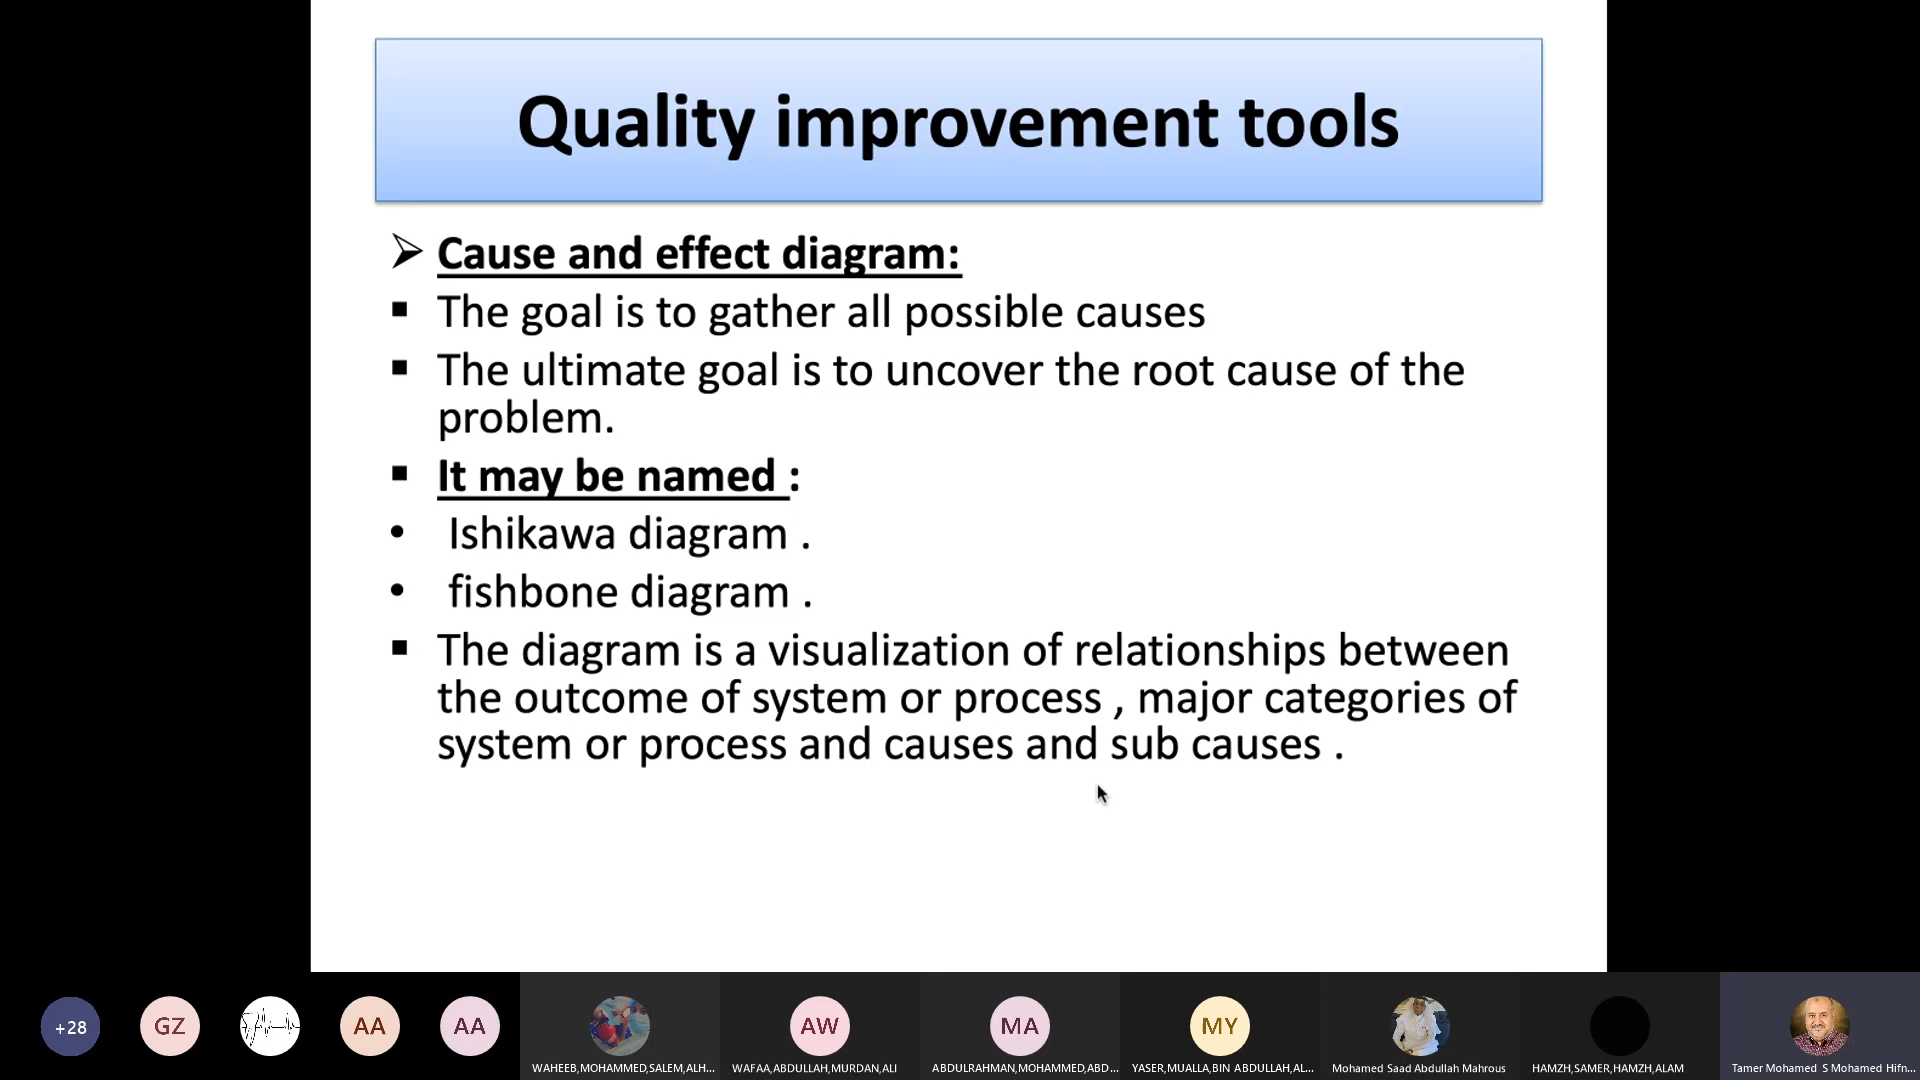 Quality improvement tools
➢ Cause and effect diagram:
▪ The goal is to gather all possible causes
▪ The ultimate goal is to uncover the root cause of the
problem.
▪ It may be named :
• Ishikawa diagram .
• fishbone diagram .
▪ The diagram is a visualization of relationships between
the outcome of system or process , major categories of
system or process and causes and sub causes .
+28
GZ
AA
AA
AW
MA
MY
WAHEEB,MOHAMMED,SALEM,ALH...
WAFAA,ABDULLAH,MURDAN,ALI
ABDULRAHMAN,MOHAMMED,ABD...
YASER,MUALLA,BIN ABDULLAH,AL...
Mohamed Saad Abdullah Mahrous
HAMZH,SAMER,HAMZH,ALAM
Tamer Mohamed S Mohamed Hifn...